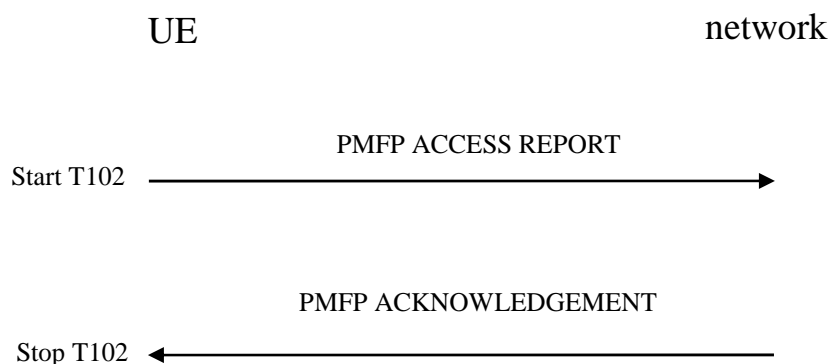 UE network
PMFP ACCESS REPORT
Start T102
PMFP ACKNOWLEDGEMENT
Stop T102